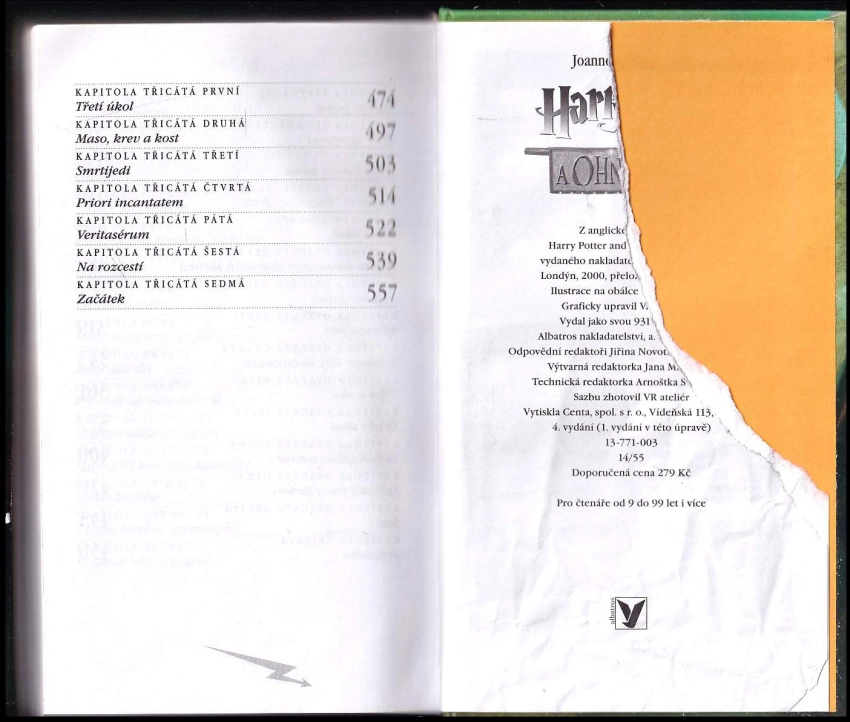 KAPITOLA TŘICÁTÁ PRVNÍ
Třetí úkol 474
KAPITOLA TŘICÁTÁ DRUHÁ
Maso, krev a kost 497
KAPITOLA TŘICÁTÁ TŘETÍ
Smrtijedi 503
KAPITOLA TŘICÁTÁ ČTVRTÁ
Priori incantatem 514
KAPITOLA TŘICÁTÁ PÁTÁ
Veritasérum 522
KAPITOLA TŘICÁTÁ ŠESTÁ
Na rozcestí 539
KAPITOLA TŘICÁTÁ SEDMÁ
Začátek 557
Joanne
Harry
A OHN
Z anglické
Harry Potter and
vydaného nakladate
Londýn, 2000, přelož
Ilustrace na obálce
Graficky upravil V.
Vydal jako svou 931
Albatros nakladatelství, a.
Odpovědní redaktoři Jiřina Novot
Výtvarná redaktorka Jana M.
Technická redaktorka Arnoštka S
Sazbu zhotovil VR ateliér
Vytiskla Centa, spol. s r. o., Vídeňská 113,
4. vydání (1. vydání v této úpravě)
13-771-003
14/55
Doporučená cena 279 Kč
Pro čtenáře od 9 do 99 let i více
albatros